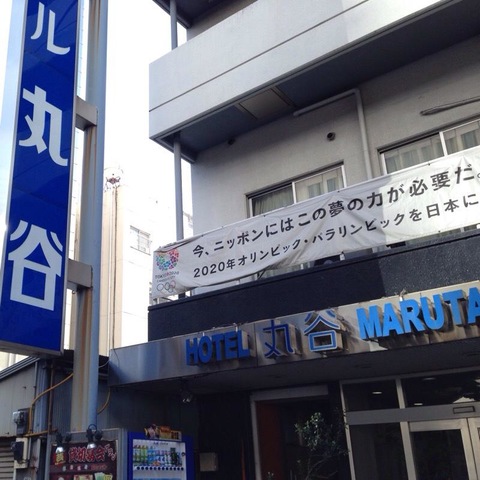 ル丸谷
今、ニッポンにはこの夢の力が必要だ。
2020年オリンピック・パラリンピックを日本に
HOTEL 丸谷 MARUTA